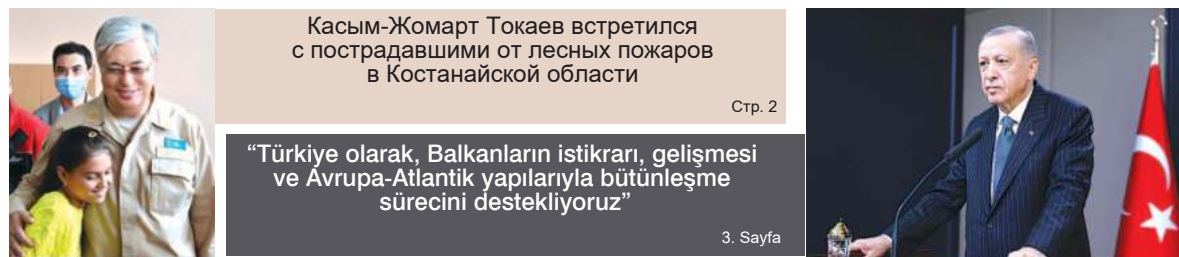 Касым-Жомарт Токаев встретился
с пострадавшими от лесных пожаров
в Костанайской области
Стр. 2
“Türkiye olarak, Balkanların istikrarı, gelişmesi
ve Avrupa-Atlantik yapılarıyla bütünleşme
sürecini destekliyoruz”
3. Sayfa